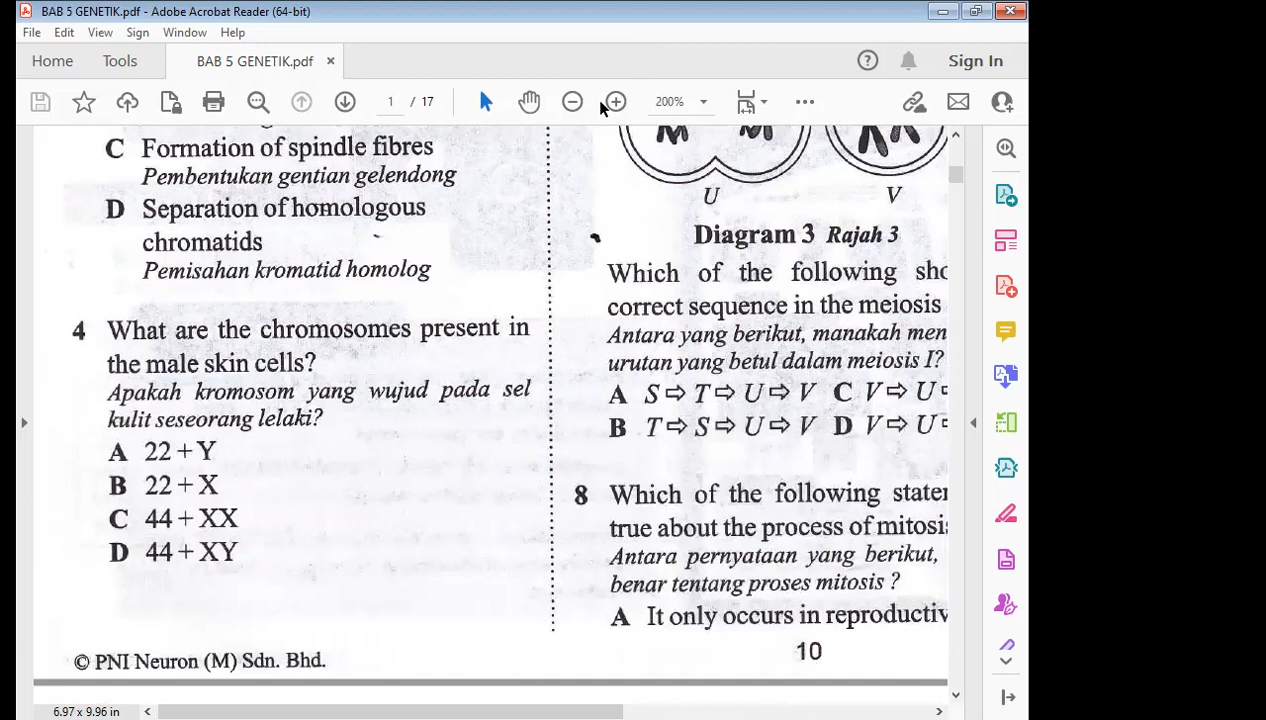 BAB 5 GENETIK.pdf - Adobe Acrobat Reader (64-bit)
File Edit View Sign Window Help
Home Tools BAB 5 GENETIK.pdf × Sign In
1 / 17 200%
C Formation of spindle fibres
Pembentukan gentian gelendong
D Separation of homologous
chromatids
Pemisahan kromatid homolog
4 What are the chromosomes present in
the male skin cells?
Apakah kromosom yang wujud pada sel
kulit seseorang lelaki?
A 22 + Y
B 22 + X
C 44 + XX
D 44 + XY
© PNI Neuron (M) Sdn. Bhd.
U V
Diagram 3 Rajah 3
Which of the following sho
correct sequence in the meiosis
Antara yang berikut, manakah men
urutan yang betul dalam meiosis I?
A S ⇨ T ⇨ U ⇨ V C V ⇨ U ⇨
B T ⇨ S ⇨ U ⇨ V D V ⇨ U ⇨
8 Which of the following stater
true about the process of mitosi
Antara pernyataan yang berikut,
benar tentang proses mitosis ?
A It only occurs in reproductiv
10
6.97 x 9.96 in